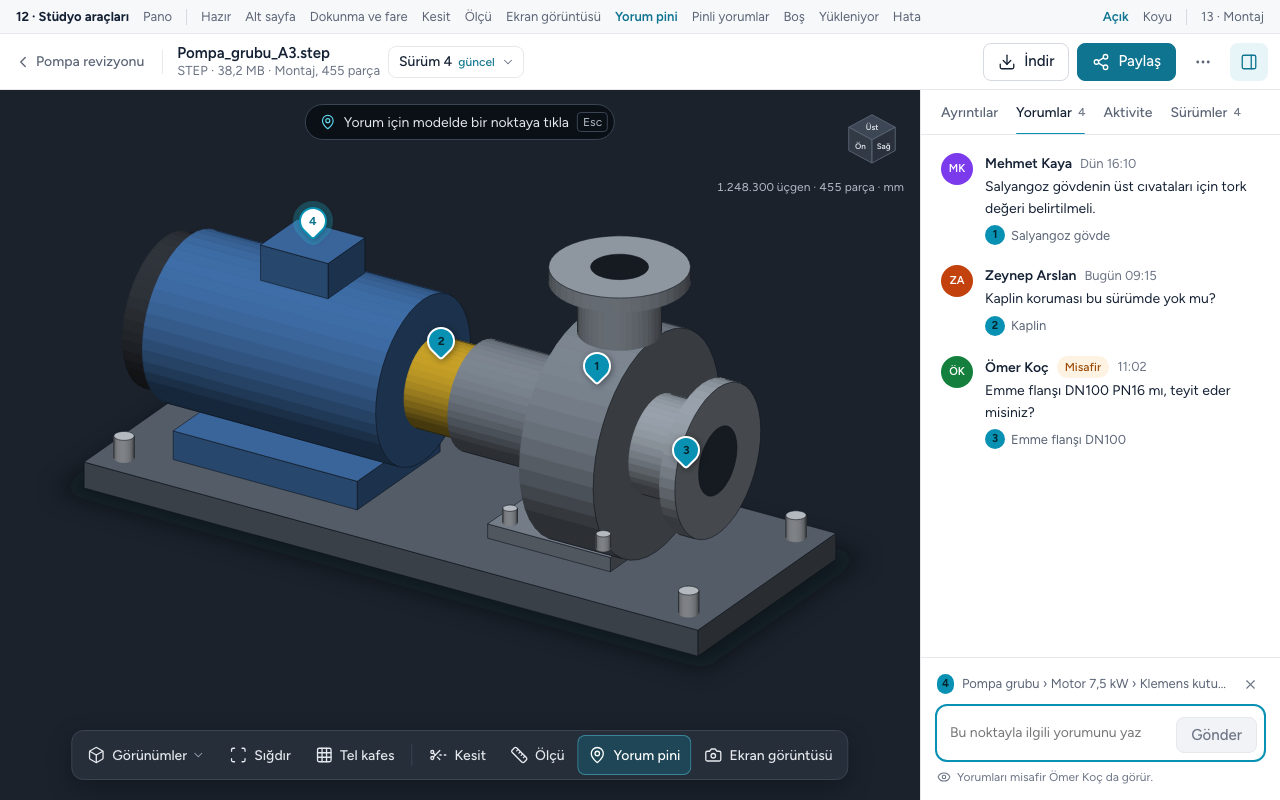 12 · Stüdyo araçları Pano Hazır Alt sayfa Dokunma ve fare Kesit Ölçü Ekran görüntüsü Yorum pini Pinli yorumlar Boş Yükleniyor Hata Açık Koyu 13 · Montaj
Pompa revizyonu
Pompa_grubu_A3.step
STEP · 38,2 MB · Montaj, 455 parça
Sürüm 4 güncel
İndir
Paylaş
Yorum için modelde bir noktaya tıkla Esc
Üst
Ön Sağ
1.248.300 üçgen · 455 parça · mm
4
2
1
3
Görünümler Sığdır Tel kafes Kesit Ölçü Yorum pini Ekran görüntüsü
Ayrıntılar Yorumlar 4 Aktivite Sürümler 4
MK Mehmet Kaya Dün 16:10
Salyangoz gövdenin üst cıvataları için tork
değeri belirtilmeli.
1 Salyangoz gövde
ZA Zeynep Arslan Bugün 09:15
Kaplin koruması bu sürümde yok mu?
2 Kaplin
ÖK Ömer Koç Misafir 11:02
Emme flanşı DN100 PN16 mı, teyit eder
misiniz?
3 Emme flanşı DN100
4 Pompa grubu › Motor 7,5 kW › Klemens kutu...
Bu noktayla ilgili yorumunu yaz Gönder
Yorumları misafir Ömer Koç da görür.